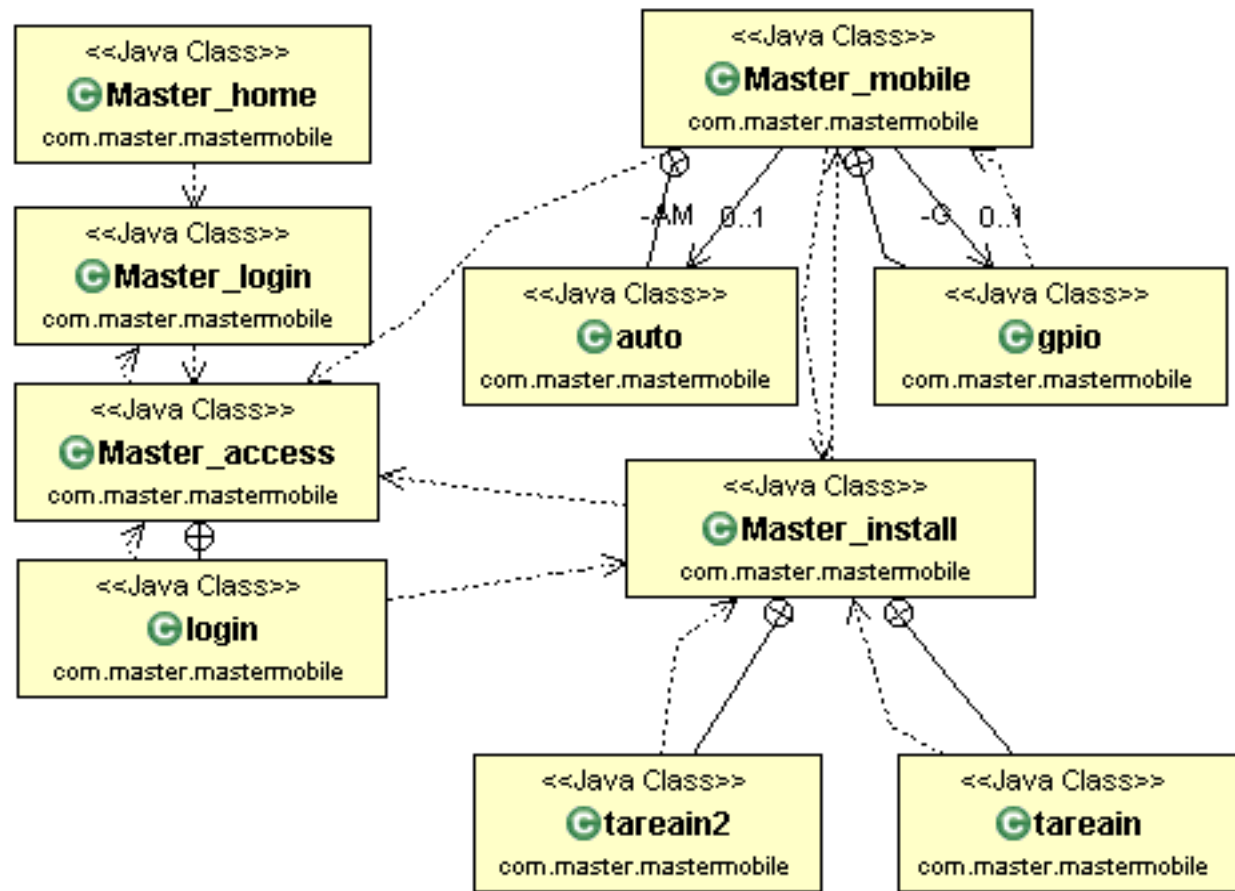 <<Java Class>>
Master_home
com.master.mastermobile
<<Java Class>>
Master_mobile
com.master.mastermobile
<<Java Class>>
Master_login
com.master.mastermobile
-AM 0..1
-G 0..1
<<Java Class>>
auto
com.master.mastermobile
<<Java Class>>
gpio
com.master.mastermobile
<<Java Class>>
Master_access
com.master.mastermobile
<<Java Class>>
Master_install
com.master.mastermobile
<<Java Class>>
login
com.master.mastermobile
<<Java Class>>
tareain2
com.master.mastermobile
<<Java Class>>
tareain
com.master.mastermobile